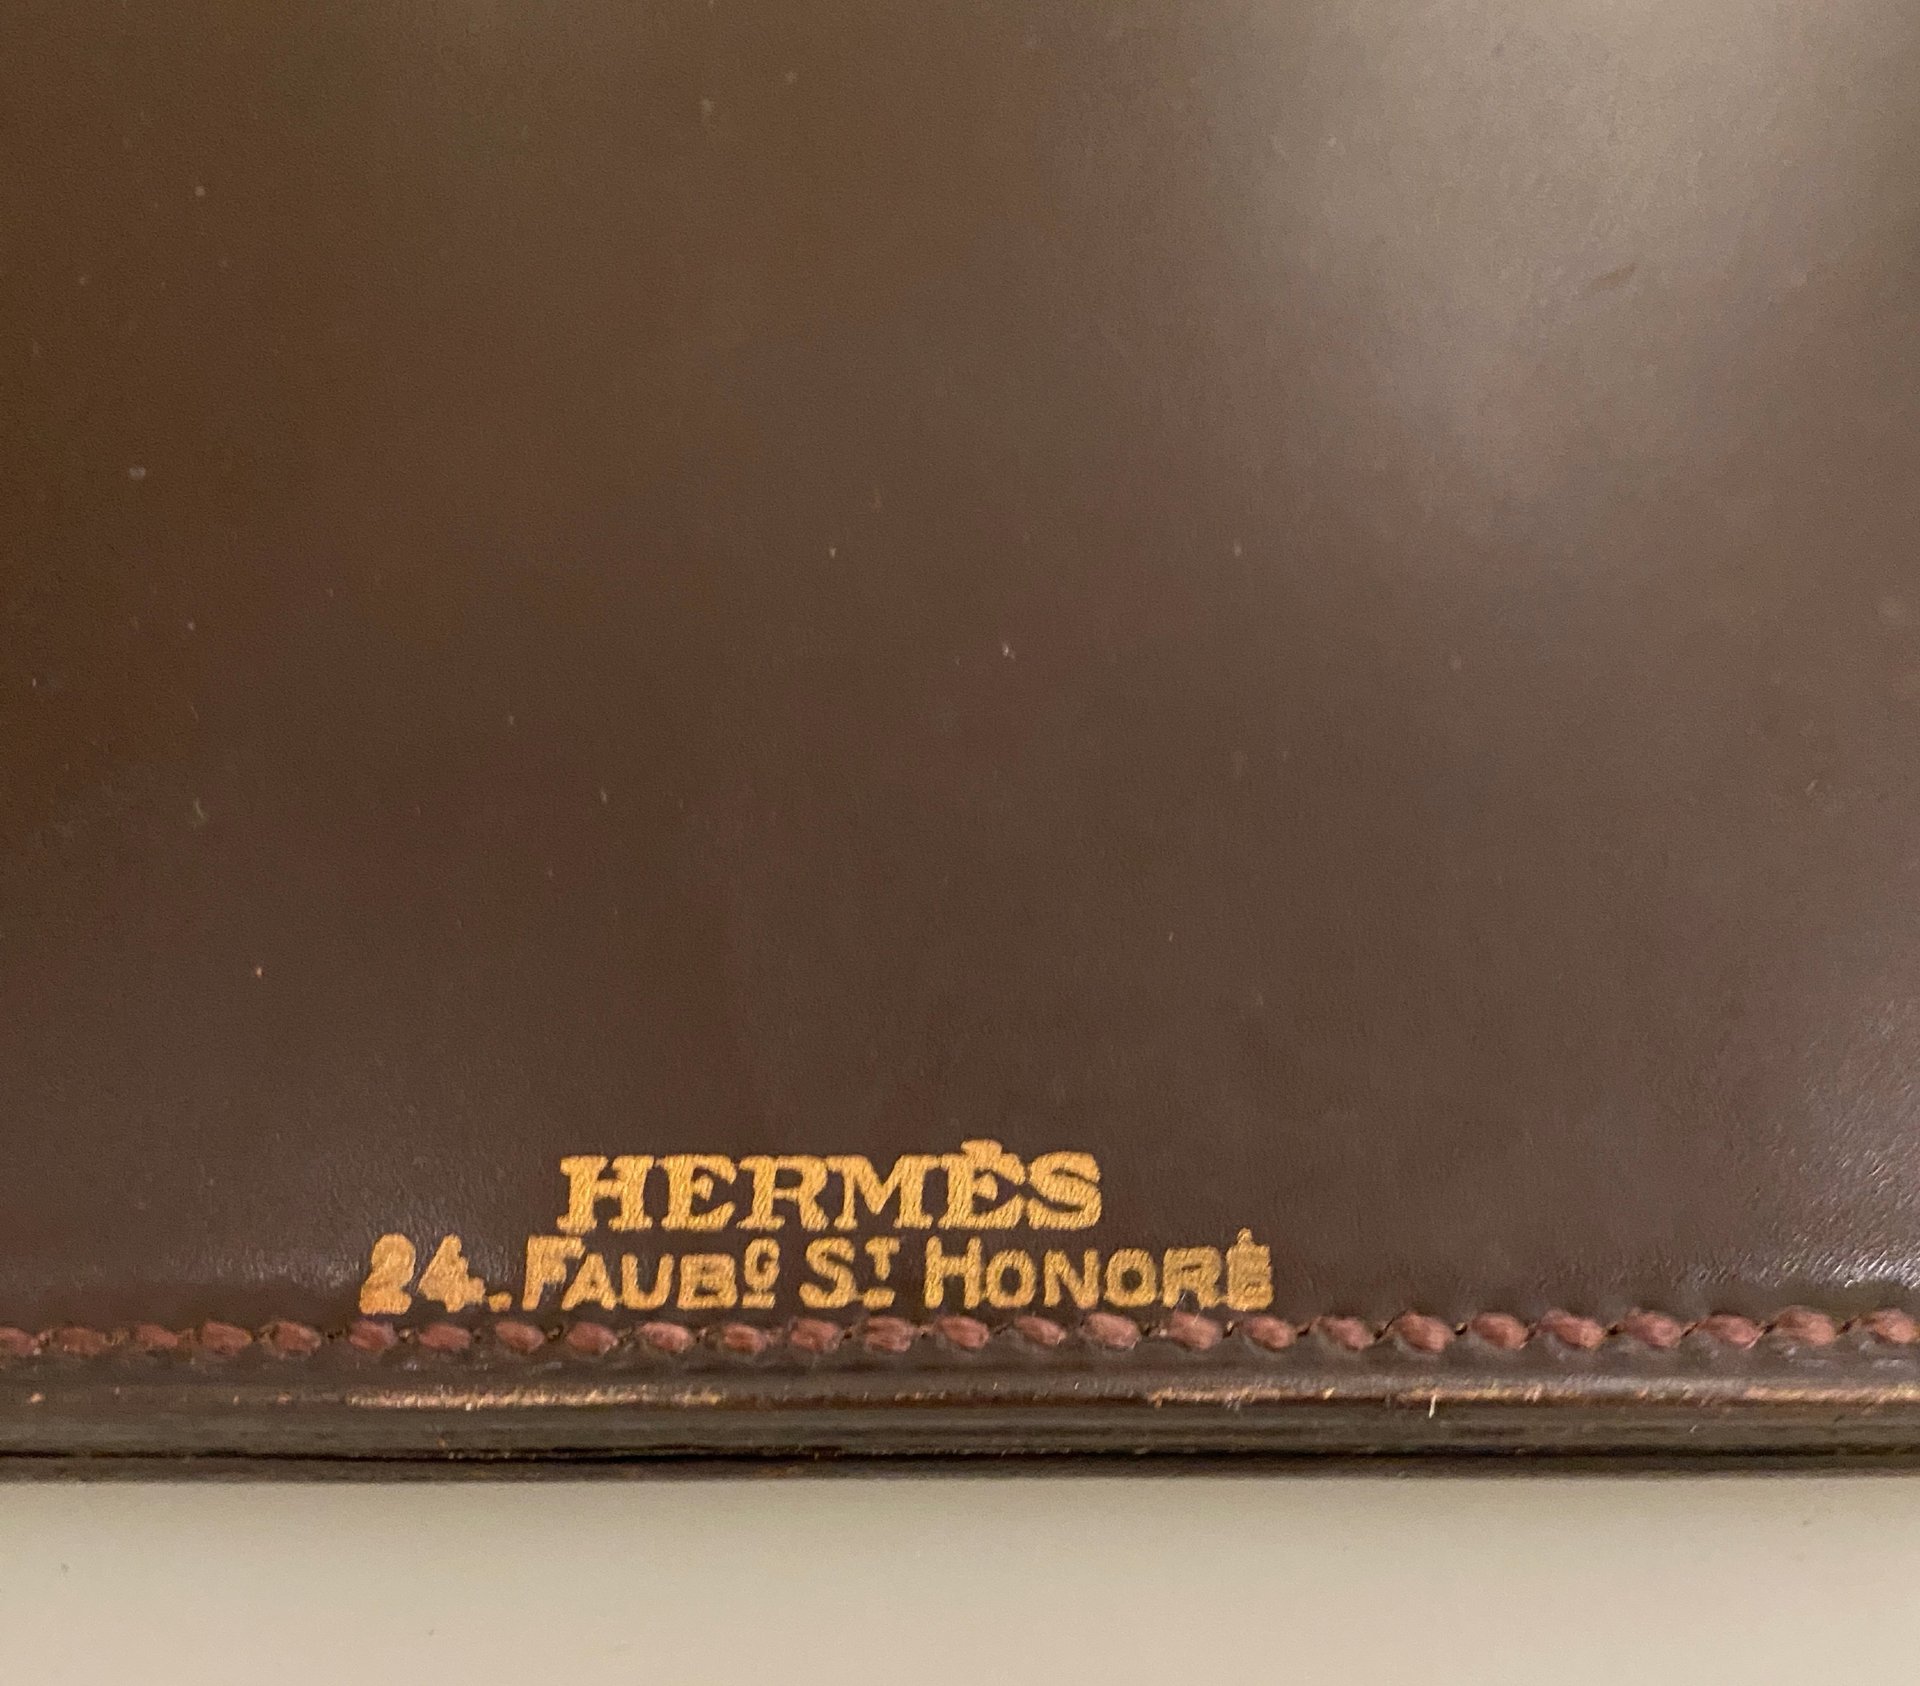 HERMÈS
24. FAUBG ST HONORÉ